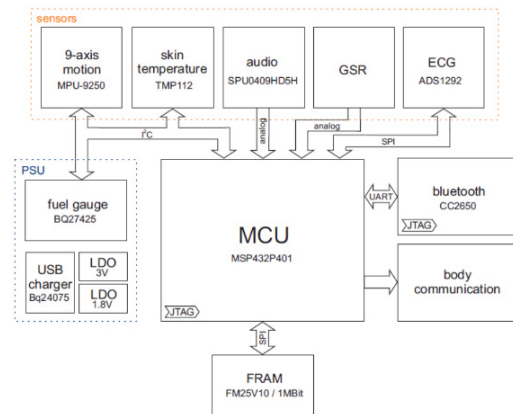 sensors
9-axis
motion
MPU-9250
skin
temperature
TMP112
audio
SPU0409HD5H
GSR
ECG
ADS1292
I²C
analog
analog
SPI
PSU
fuel gauge
BQ27425
USB
charger
Bq24075
LDO
3V
LDO
1.8V
MCU
MSP432P401
JTAG
UART
bluetooth
CC2650
JTAG
body
communication
SPI
FRAM
FM25V10 / 1MBit